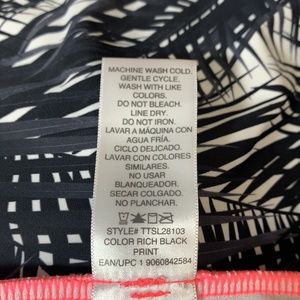 MACHINE WASH COLD.
GENTLE CYCLE.
WASH WITH LIKE
COLORS.
DO NOT BLEACH.
LINE DRY.
DO NOT IRON.
LAVAR A MÁQUINA CON
AGUA FRÍA.
CICLO DELICADO.
LAVAR CON COLORES
SIMILARES.
NO USAR
BLANQUEADOR.
SECAR COLGADO.
NO PLANCHAR.
STYLE# TTSL28103
COLOR RICH BLACK
PRINT
EAN/UPC 1 9060842584